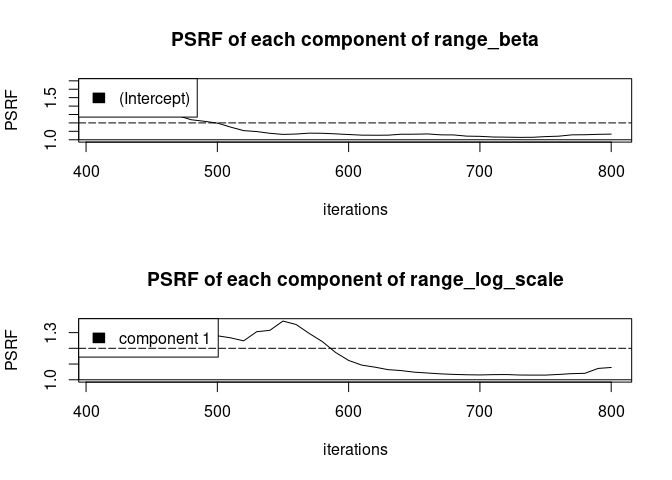 PSRF of each component of range_beta
PSRF
1.5
1.0
(Intercept)
400 500 600 700 800
iterations
PSRF of each component of range_log_scale
PSRF
1.3
1.0
component 1
400 500 600 700 800
iterations